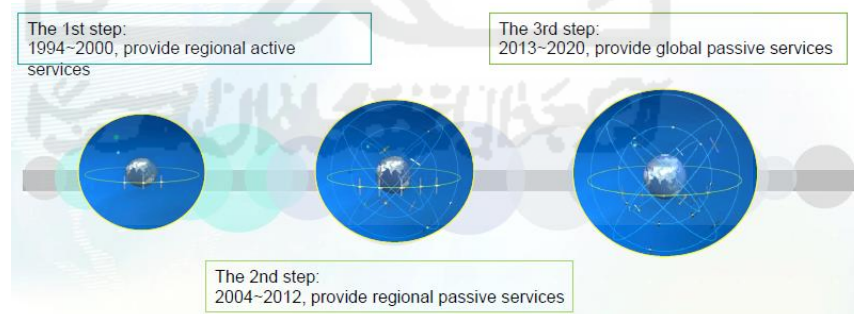 The 1st step:
1994~2000, provide regional active
services
The 3rd step:
2013~2020, provide global passive services
The 2nd step:
2004~2012, provide regional passive services